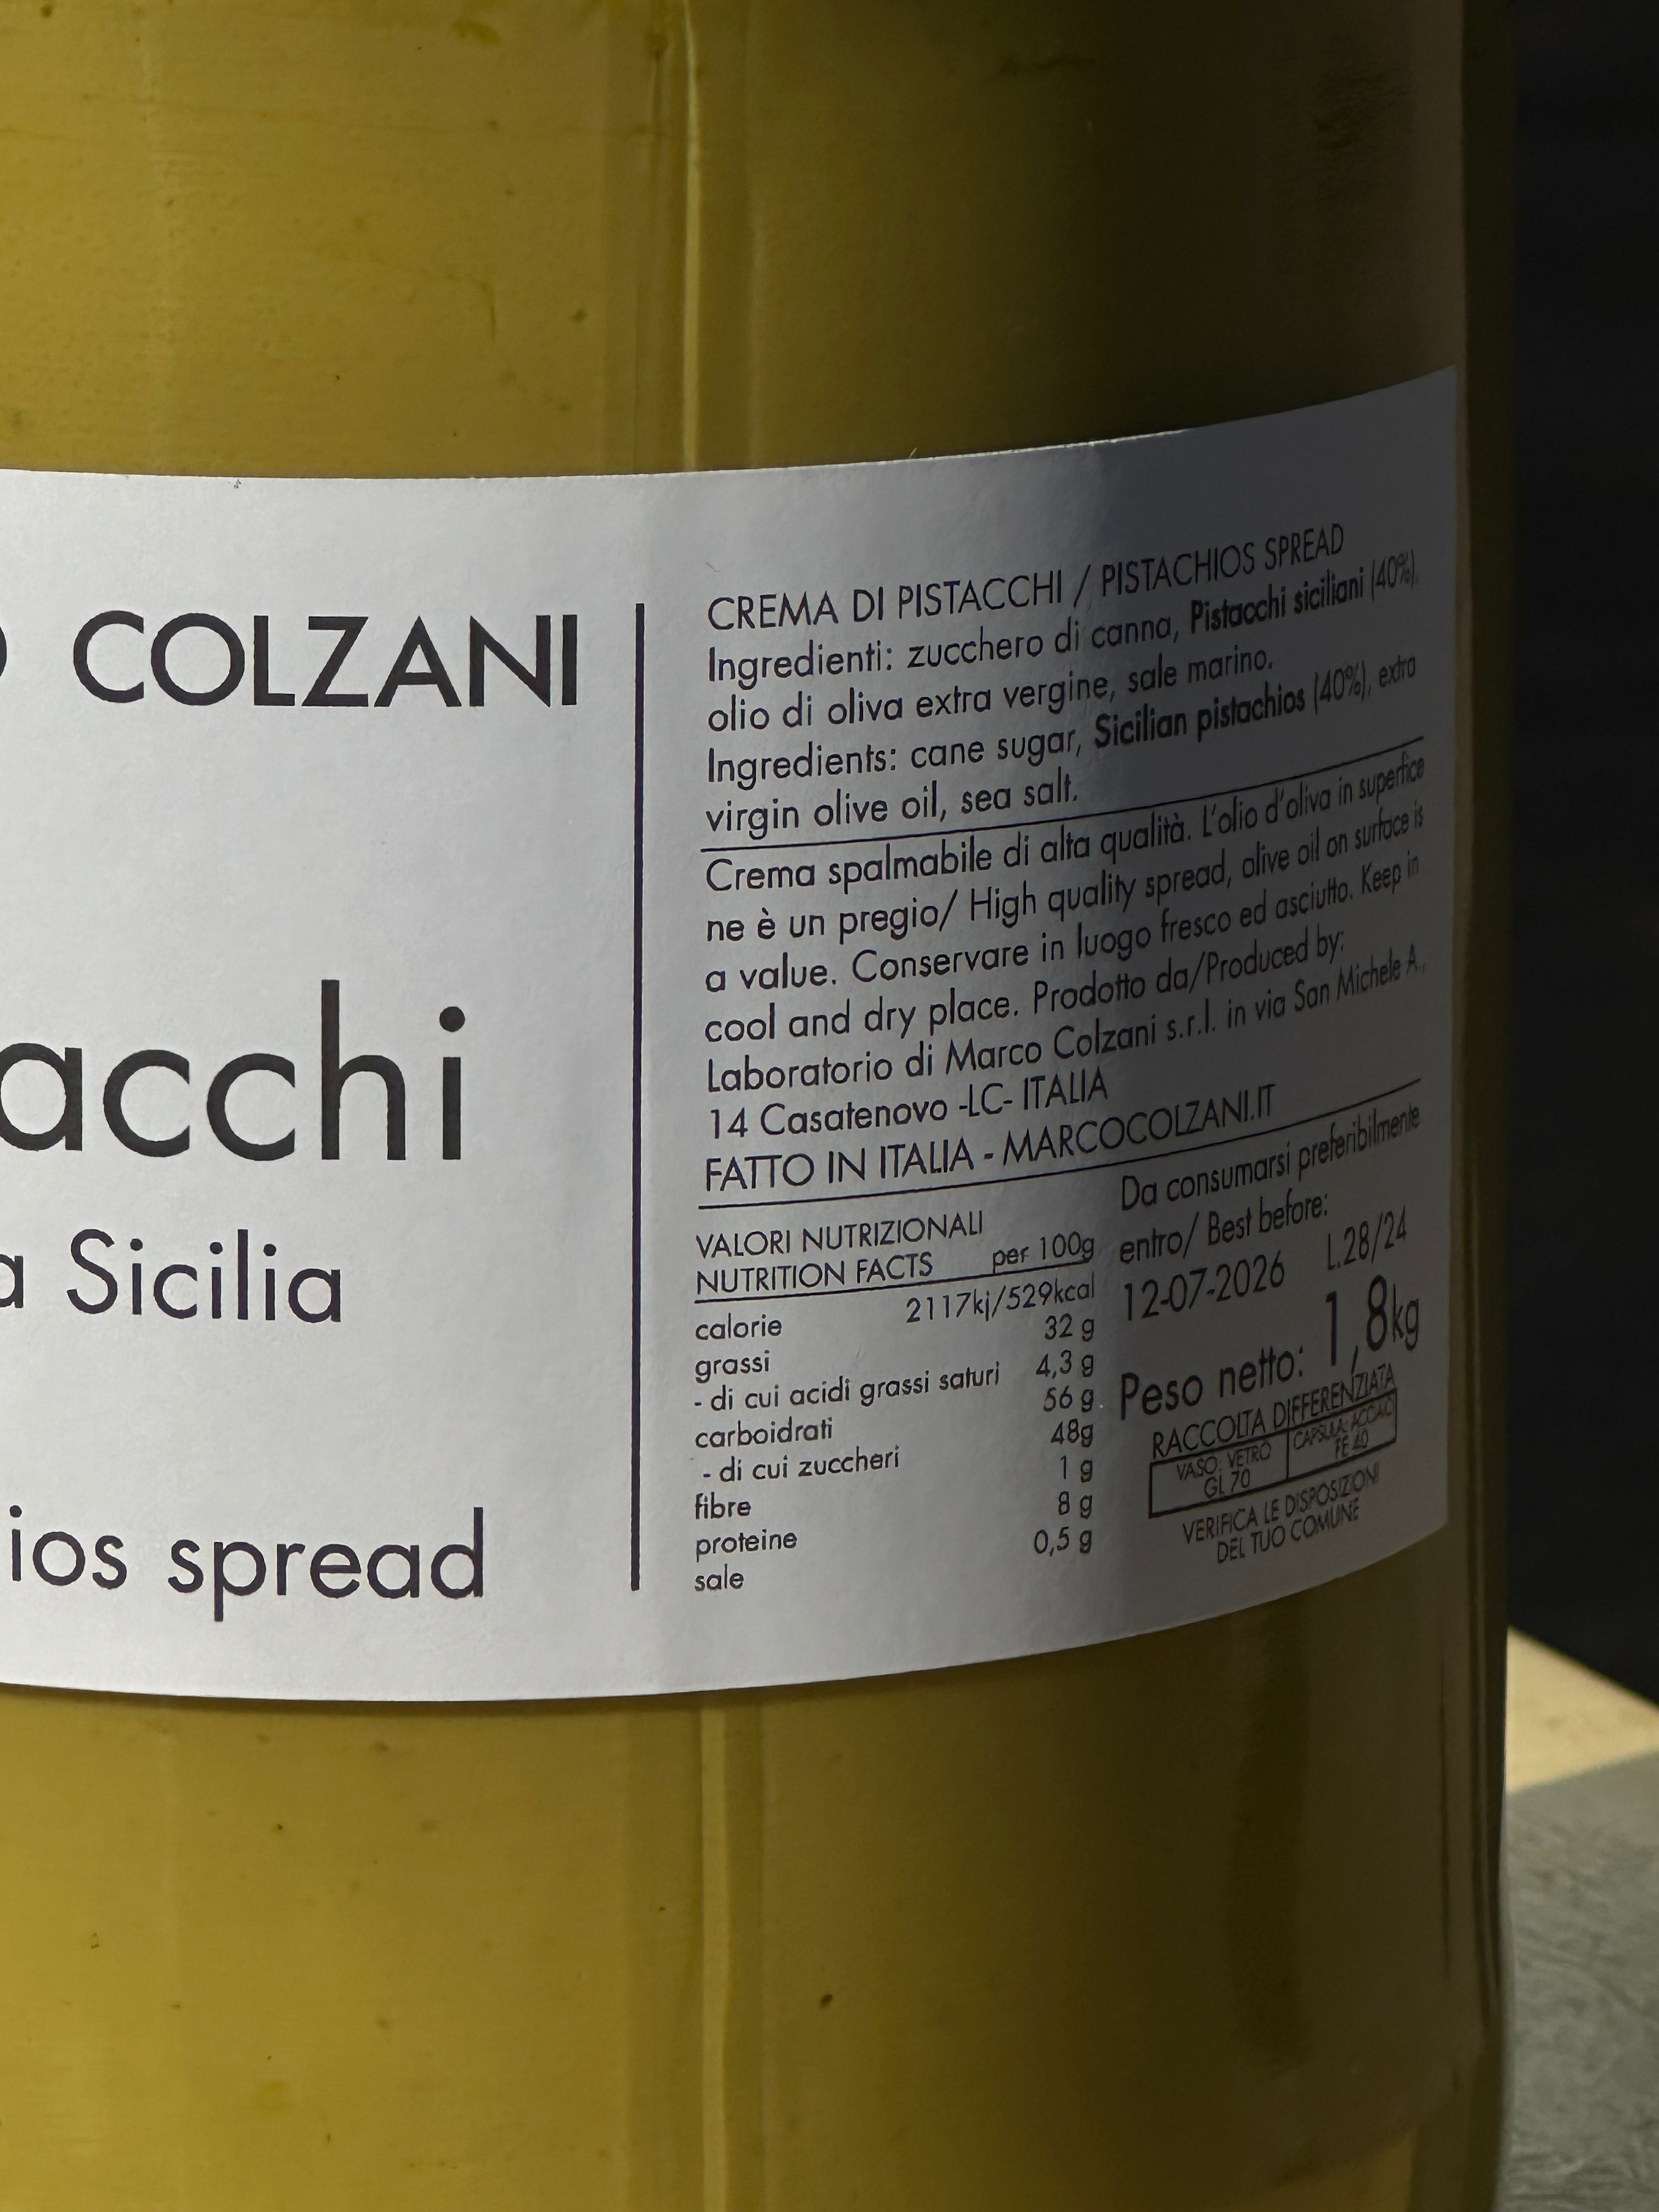 COLZANI
acchi
a Sicilia
ios spread
CREMA DI PISTACCHI / PISTACHIOS SPREAD
Ingredienti: zucchero di canna, Pistacchi siciliani (40%),
olio di oliva extra vergine, sale marino.
Ingredients: cane sugar, Sicilian pistachios (40%), extra
virgin olive oil, sea salt.
Crema spalmabile di alta qualità. L'olio d'oliva in superfice
ne è un pregio/ High quality spread, olive oil on surface is
a value. Conservare in luogo fresco ed asciutto. Keep in
cool and dry place. Prodotto da/Produced by:
Laboratorio di Marco Colzani s.r.l. in via San Michele A.,
14 Casatenovo -LC- ITALIA
FATTO IN ITALIA - MARCOCOLZANI.IT
VALORI NUTRIZIONALI
NUTRITION FACTS per 100g
calorie 2117kj/529kcal
grassi 32 g
- di cui acidi grassi saturi 4,3 g
carboidrati 56 g
- di cui zuccheri 48g
fibre 1 g
proteine 8 g
sale 0,5 g
Da consumarsi preferibilmente
entro/ Best before:
12-07-2026 L.28/24
Peso netto: 1,8kg
RACCOLTA DIFFERENZIATA
VASO: VETRO
GL 70
CAPSULA: ACCAIO
FE 40
VERIFICA LE DISPOSIZIONI
DEL TUO COMUNE